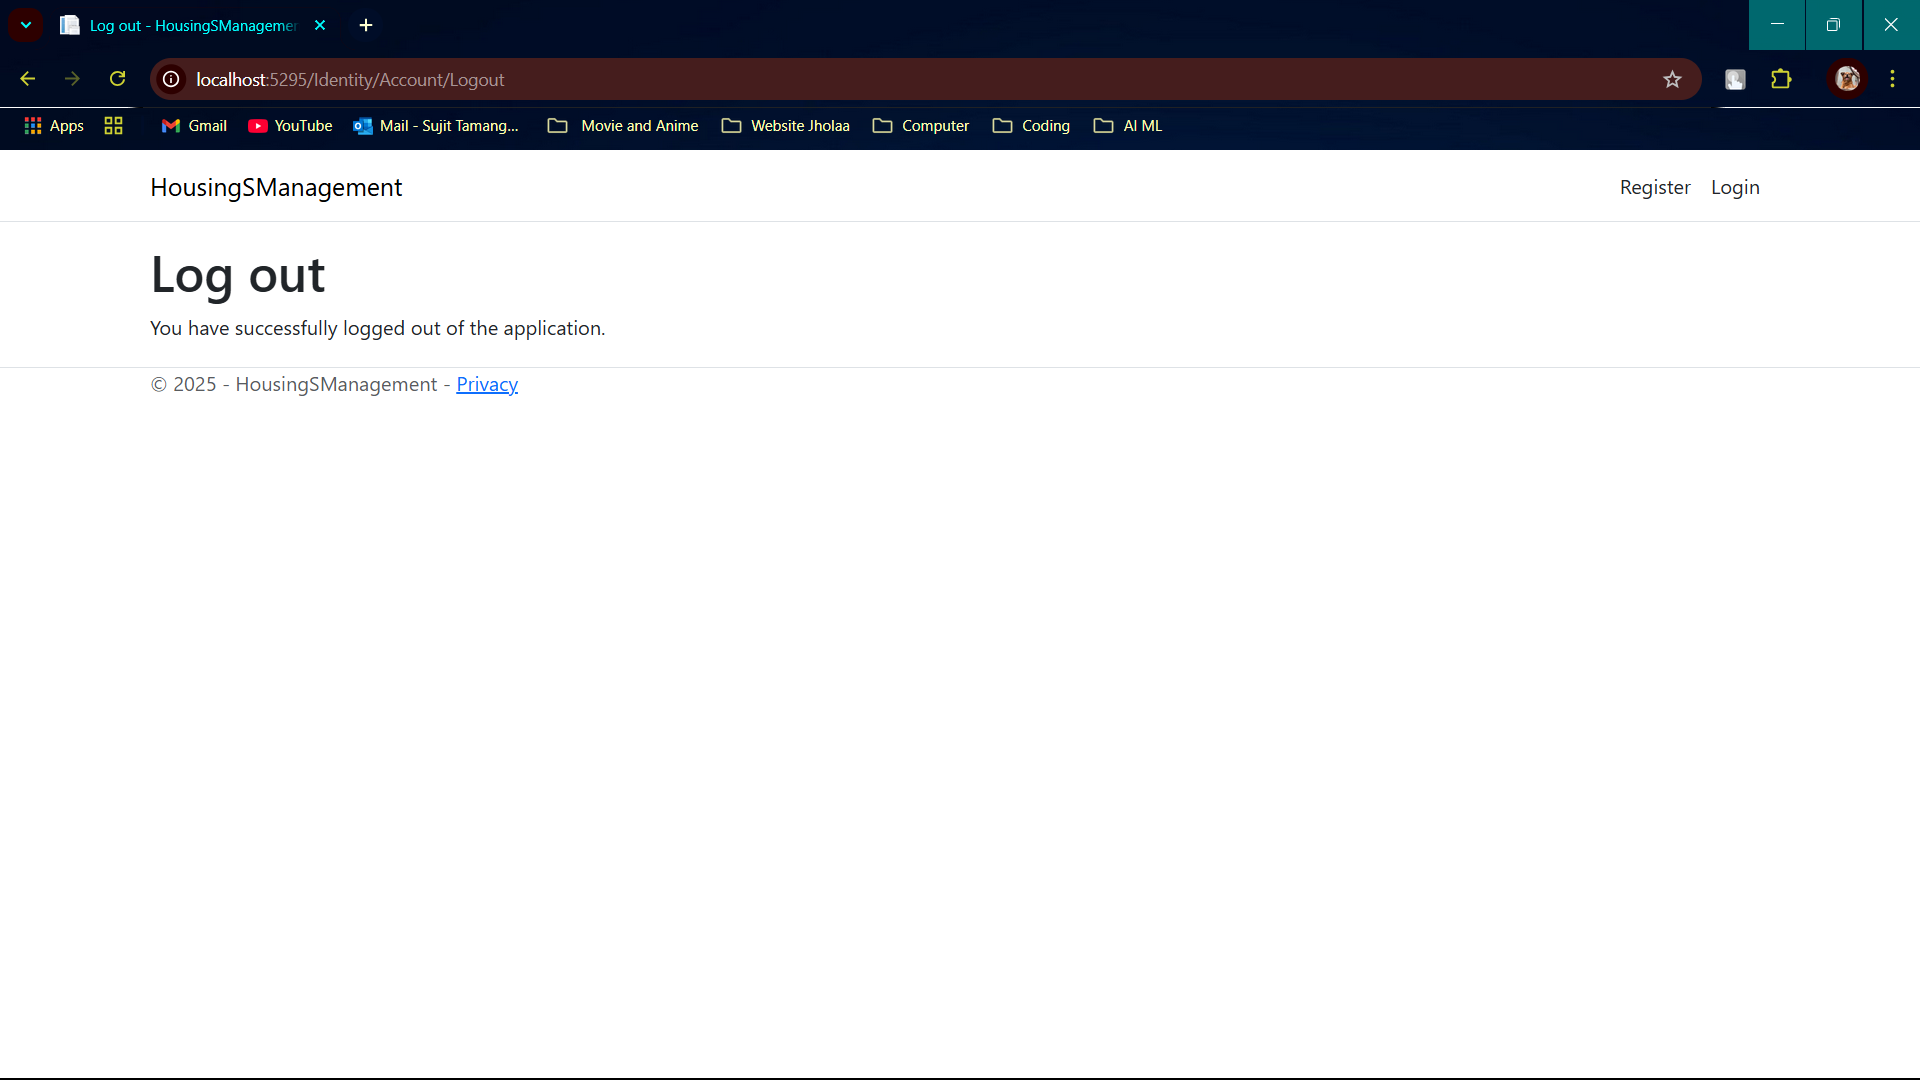 Log out - HousingSManagemen
localhost:5295/Identity/Account/Logout
Apps Gmail YouTube Mail - Sujit Tamang... Movie and Anime Website Jholaa Computer Coding AI ML
HousingSManagement Register Login
Log out
You have successfully logged out of the application.
© 2025 - HousingSManagement - Privacy